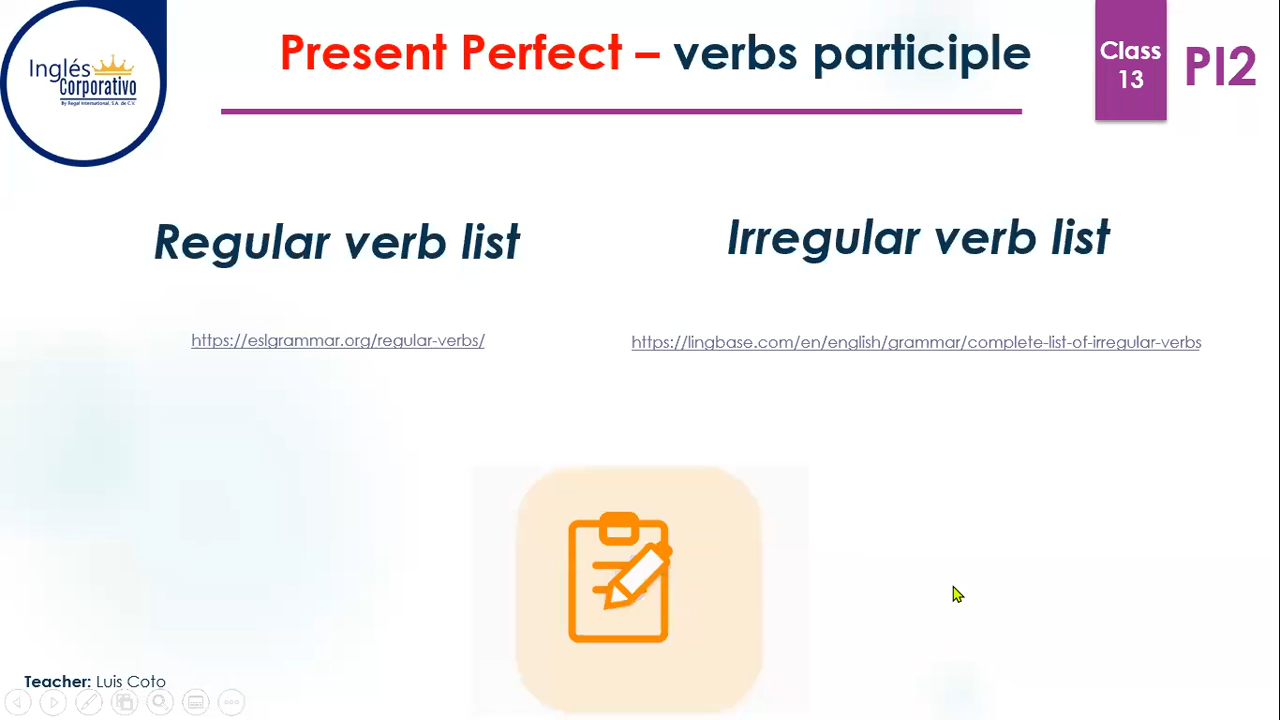 Inglés
Corporativo
By Regal International, S.A. de C.V.
Present Perfect – verbs participle
Class
13
PI2
Regular verb list
Irregular verb list
https://eslgrammar.org/regular-verbs/
https://lingbase.com/en/english/grammar/complete-list-of-irregular-verbs
Teacher: Luis Coto